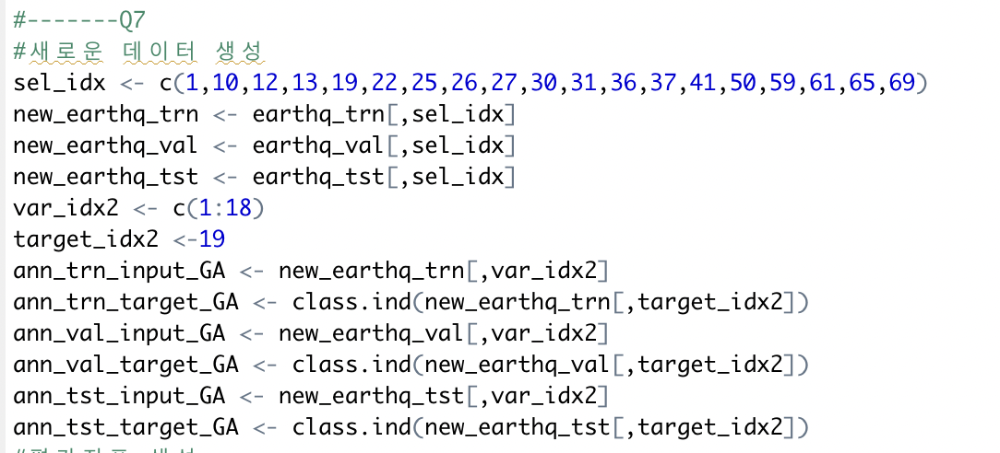 #-------Q7
#새로운 데이터 생성
sel_idx <- c(1,10,12,13,19,22,25,26,27,30,31,36,37,41,50,59,61,65,69)
new_earthq_trn <- earthq_trn[,sel_idx]
new_earthq_val <- earthq_val[,sel_idx]
new_earthq_tst <- earthq_tst[,sel_idx]
var_idx2 <- c(1:18)
target_idx2 <-19
ann_trn_input_GA <- new_earthq_trn[,var_idx2]
ann_trn_target_GA <- class.ind(new_earthq_trn[,target_idx2])
ann_val_input_GA <- new_earthq_val[,var_idx2]
ann_val_target_GA <- class.ind(new_earthq_val[,target_idx2])
ann_tst_input_GA <- new_earthq_tst[,var_idx2]
ann_tst_target_GA <- class.ind(new_earthq_tst[,target_idx2])